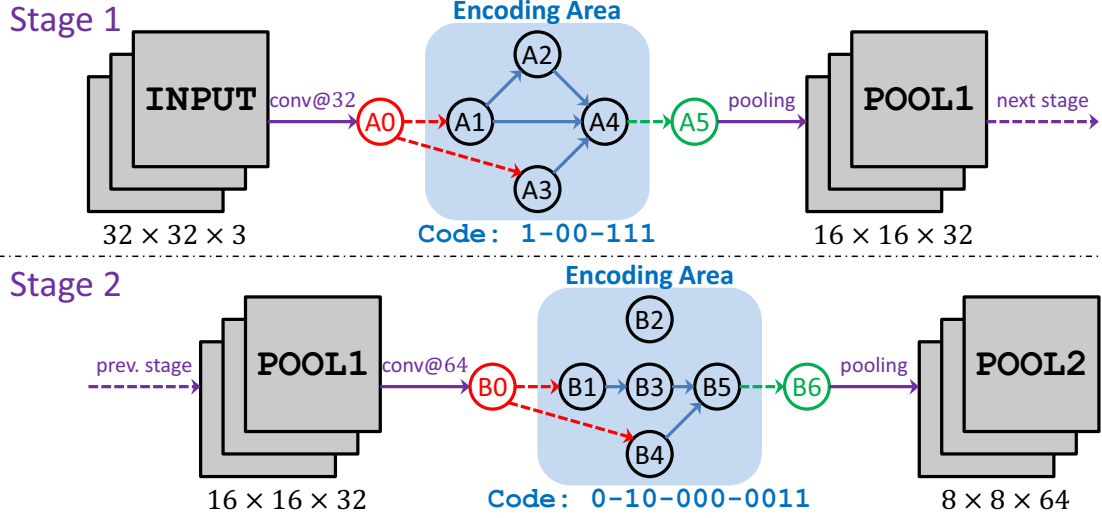 Stage 1
Encoding Area
INPUT
conv@32
A0
A1
A2
A3
A4
A5
pooling
POOL1
next stage
32 × 32 × 3
Code: 1-00-111
16 × 16 × 32
Stage 2
Encoding Area
prev. stage
POOL1
conv@64
B0
B1
B2
B3
B4
B5
B6
pooling
POOL2
16 × 16 × 32
Code: 0-10-000-0011
8 × 8 × 64